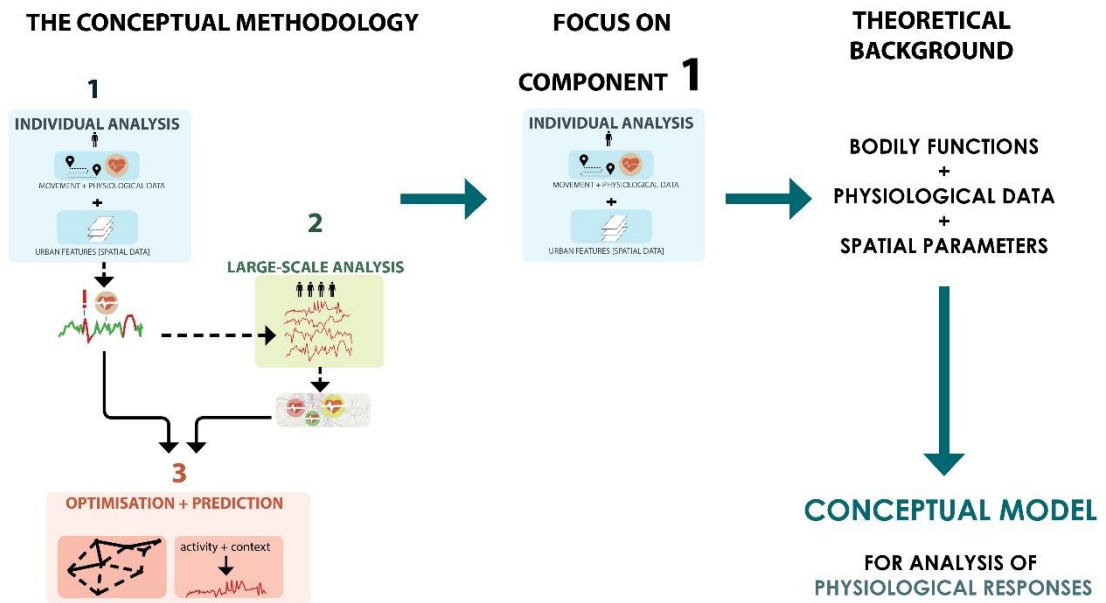 THE CONCEPTUAL METHODOLOGY
1
INDIVIDUAL ANALYSIS
MOVEMENT + PHYSIOLOGICAL DATA
+
URBAN FEATURES [SPATIAL DATA]
!
2
LARGE-SCALE ANALYSIS
3
OPTIMISATION + PREDICTION
activity + context
FOCUS ON
COMPONENT 1
INDIVIDUAL ANALYSIS
MOVEMENT + PHYSIOLOGICAL DATA
+
URBAN FEATURES [SPATIAL DATA]
THEORETICAL
BACKGROUND
BODILY FUNCTIONS
+
PHYSIOLOGICAL DATA
+
SPATIAL PARAMETERS
CONCEPTUAL MODEL
FOR ANALYSIS OF
PHYSIOLOGICAL RESPONSES